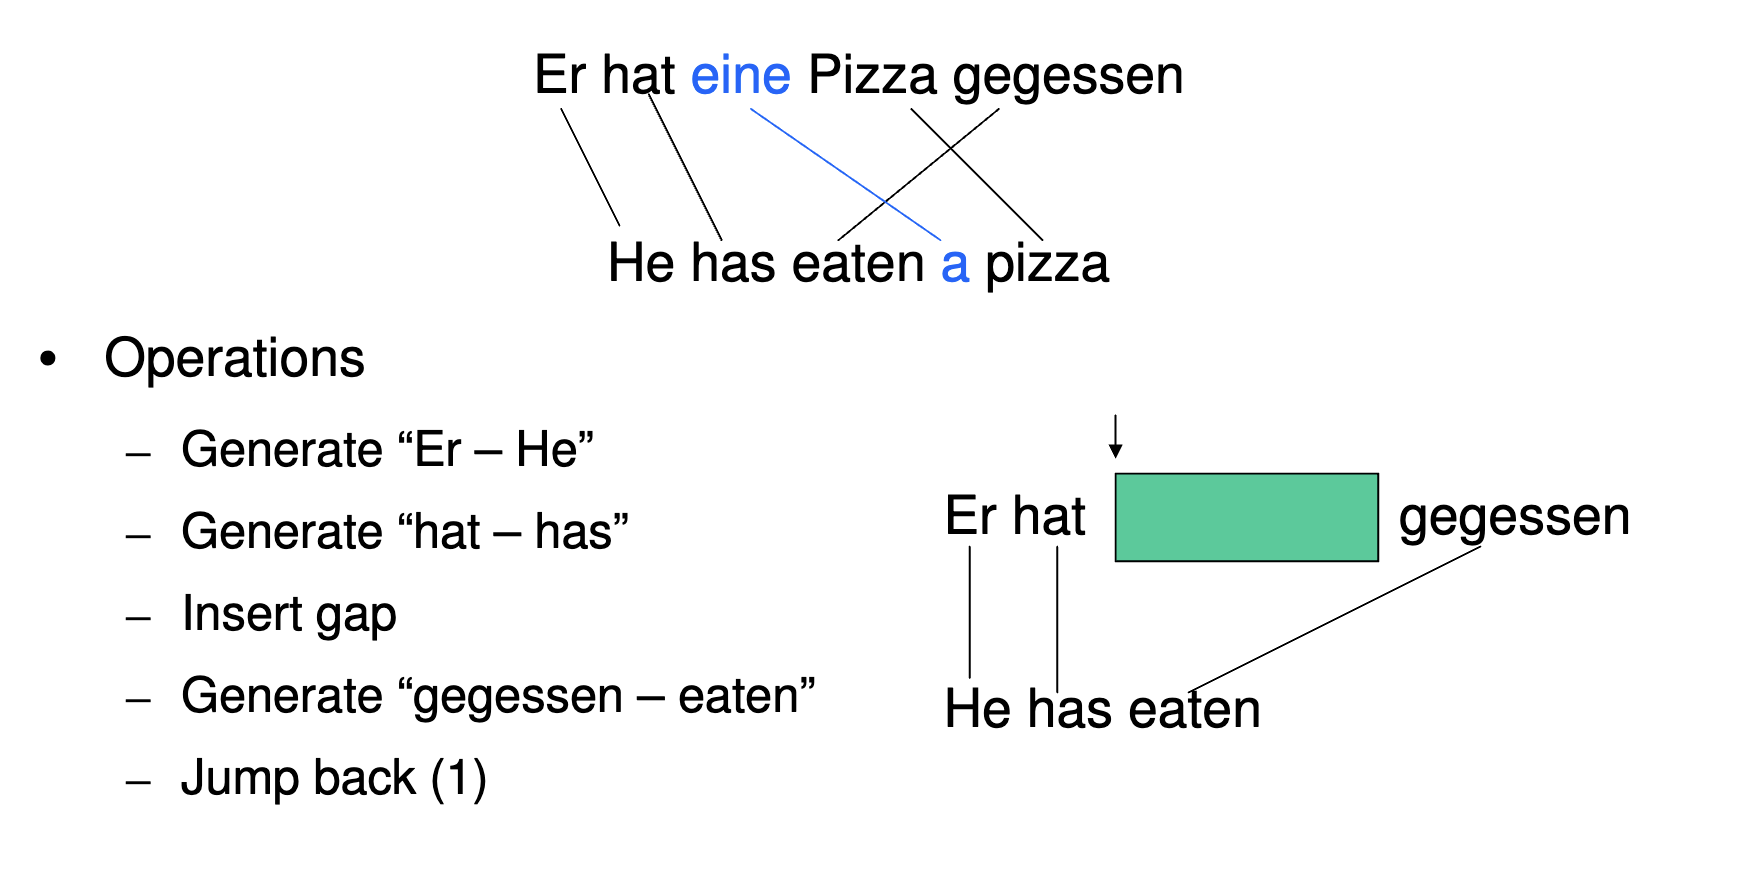 Er hat eine Pizza gegessen
He has eaten a pizza
• Operations
– Generate “Er – He”
– Generate “hat – has”
– Insert gap
– Generate “gegessen – eaten”
– Jump back (1)
Er hat gegessen
He has eaten